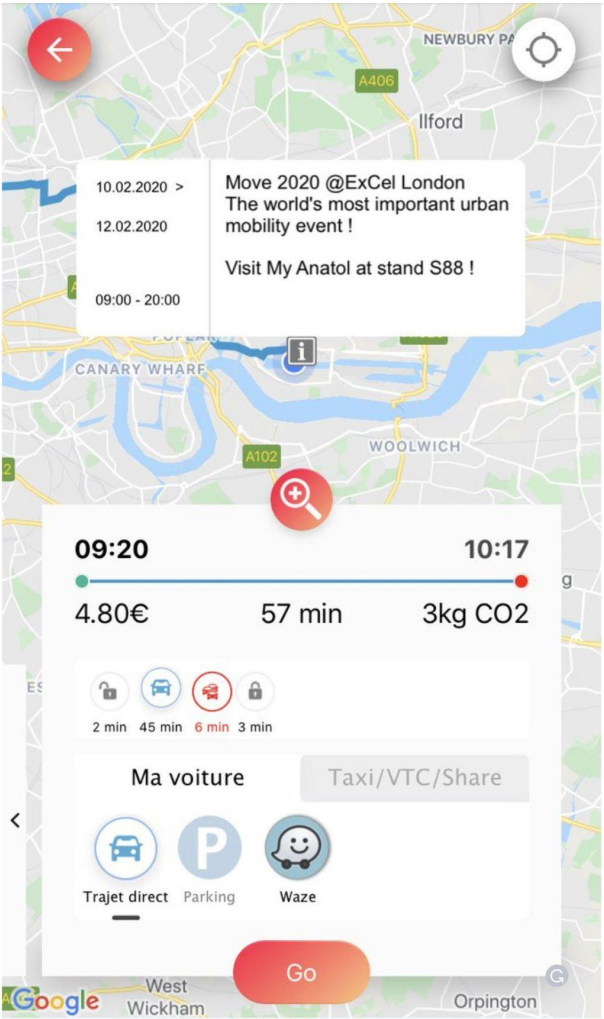 NEWBURY PA
A406
Ilford
10.02.2020 >
12.02.2020
09:00 - 20:00
Move 2020 @ExCel London
The world's most important urban
mobility event !
Visit My Anatol at stand S88 !
i
CANARY WHARF
A102
WOOLWICH
2
09:20
10:17
g
4.80€
57 min
3kg CO2
ES
2 min
45 min
6 min
3 min
Ma voiture
Taxi/VTC/Share
P
Trajet direct
Parking
Waze
Go
G
Google
West
Wickham
Orpington